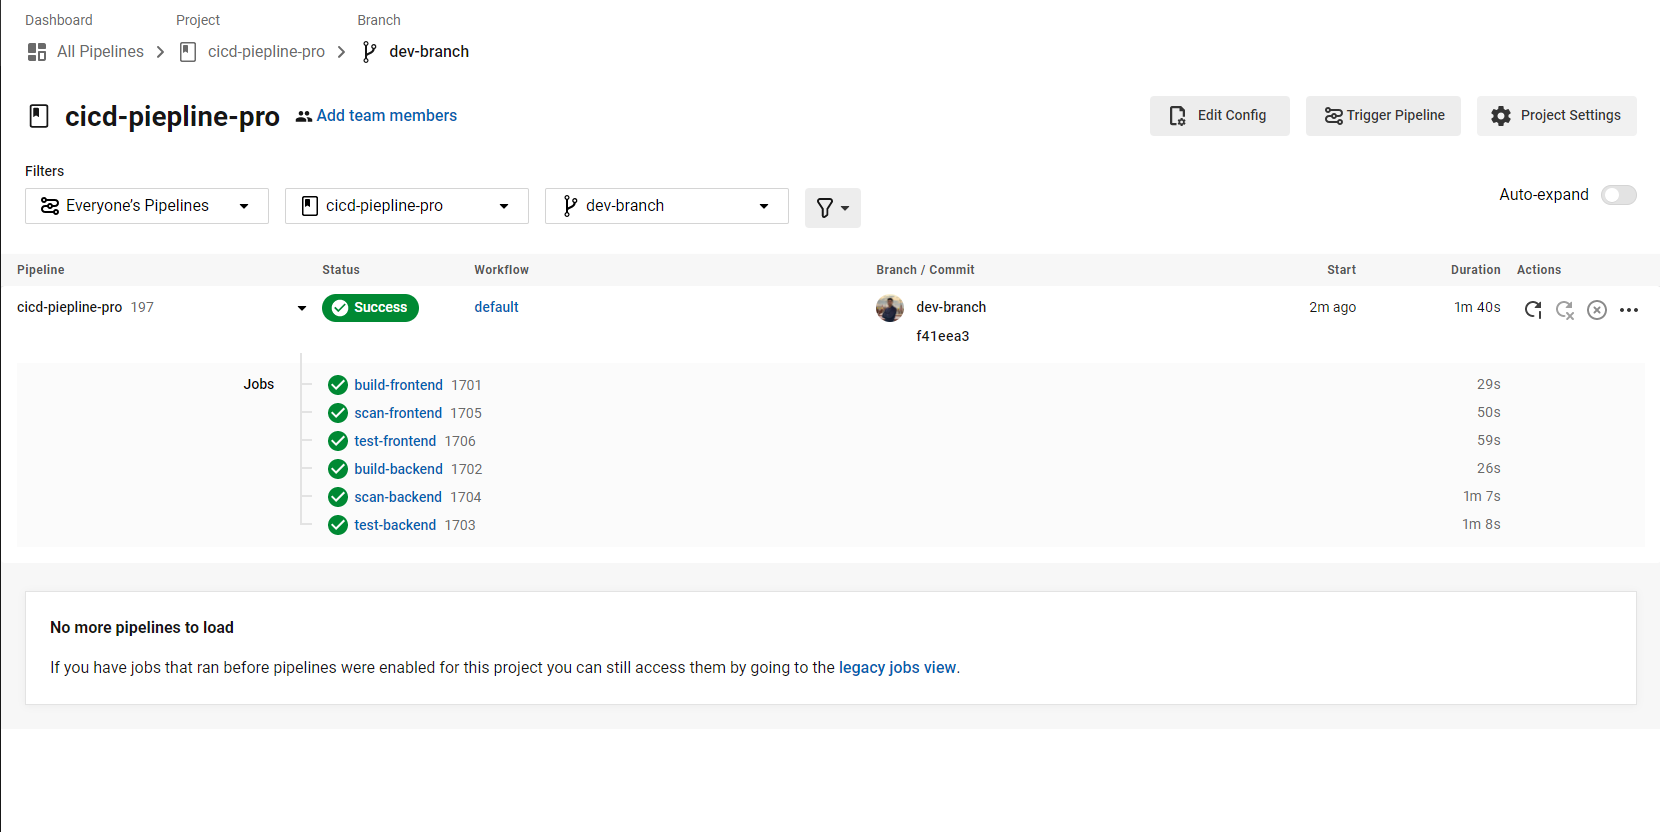 Dashboard Project Branch
All Pipelines cicd-piepline-pro dev-branch
cicd-piepline-pro Add team members Edit Config Trigger Pipeline Project Settings
Filters
Everyone's Pipelines cicd-piepline-pro dev-branch Auto-expand
Pipeline Status Workflow Branch / Commit Start Duration Actions
cicd-piepline-pro 197 Success default dev-branch 2m ago 1m 40s
f41eea3
Jobs build-frontend 1701 29s
scan-frontend 1705 50s
test-frontend 1706 59s
build-backend 1702 26s
scan-backend 1704 1m 7s
test-backend 1703 1m 8s
No more pipelines to load
If you have jobs that ran before pipelines were enabled for this project you can still access them by going to the legacy jobs view.